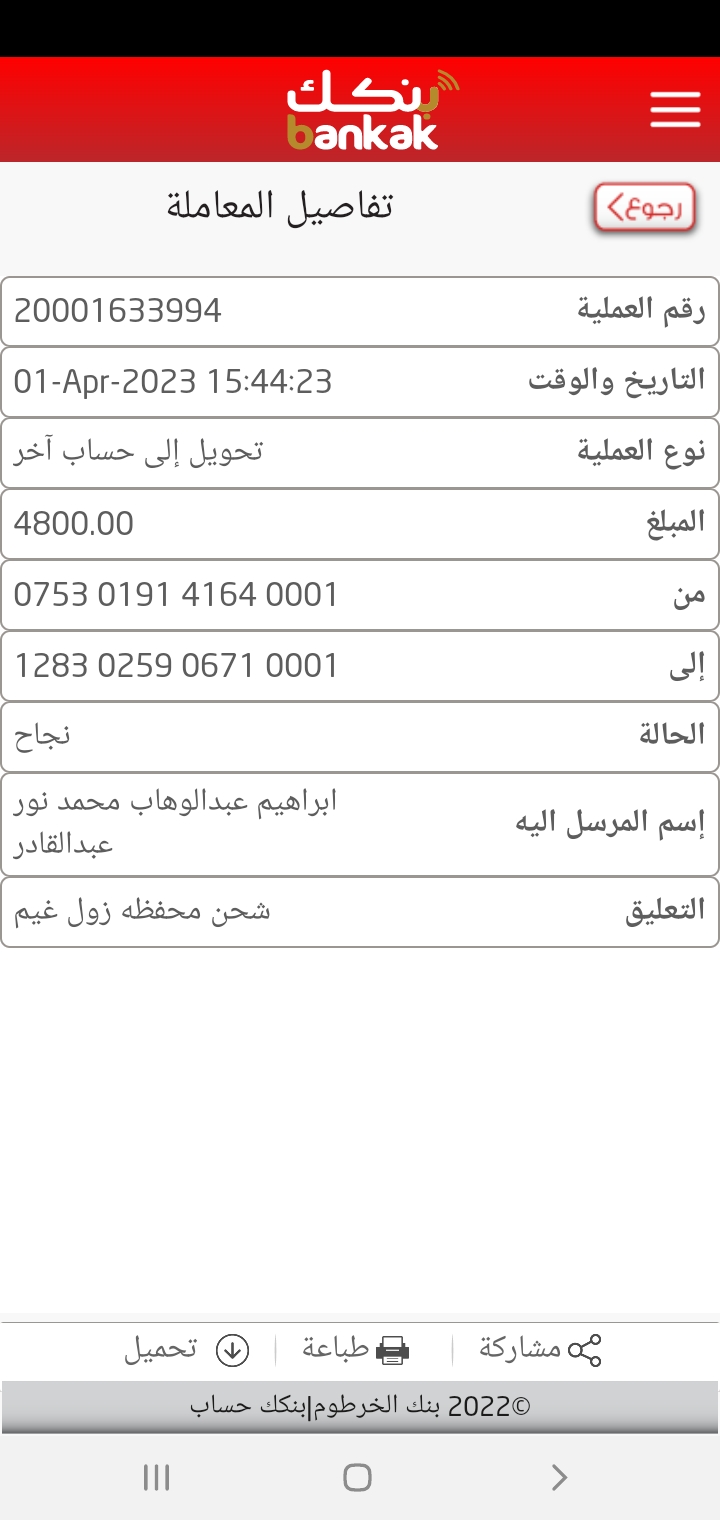 بنكك
bankak
رجوع
تفاصيل المعاملة
رقم العملية 20001633994
التاريخ والوقت 01-Apr-2023 15:44:23
نوع العملية تحويل إلى حساب آخر
المبلغ 4800.00
من 0753 0191 4164 0001
إلى 1283 0259 0671 0001
الحالة نجاح
إسم المرسل اليه ابراهيم عبدالوهاب محمد نور
عبدالقادر
التعليق شحن محفظه زول غيم
مشاركة | طباعة | تحميل
©2022 بنك الخرطوم|بنكك حساب